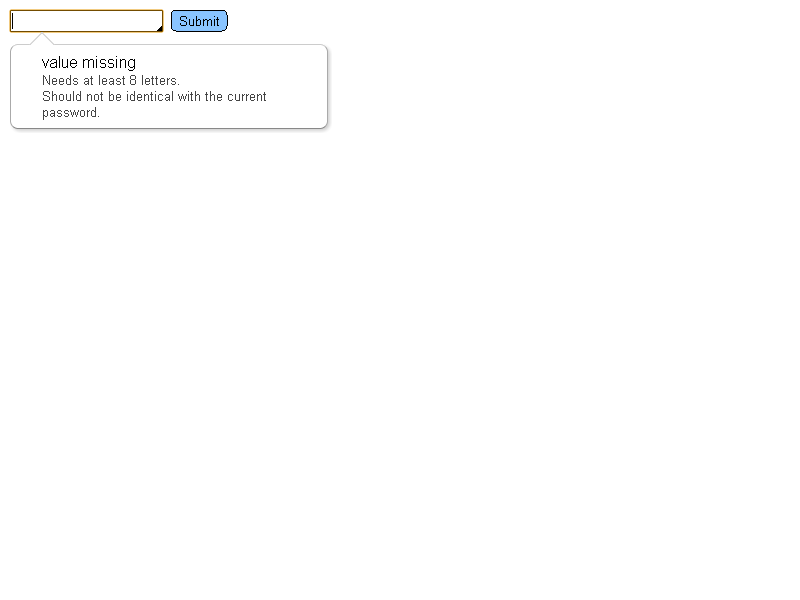 Submit
value missing
Needs at least 8 letters.
Should not be identical with the current
password.